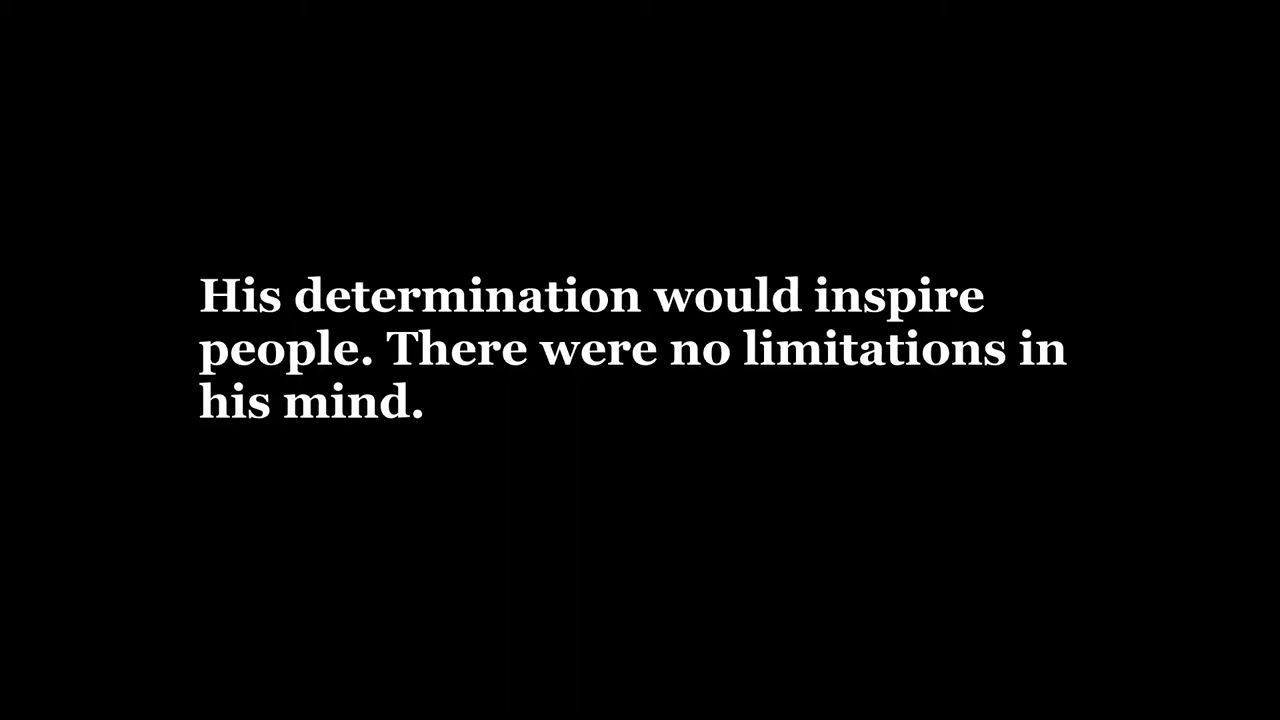 His determination would inspire
people. There were no limitations in
his mind.